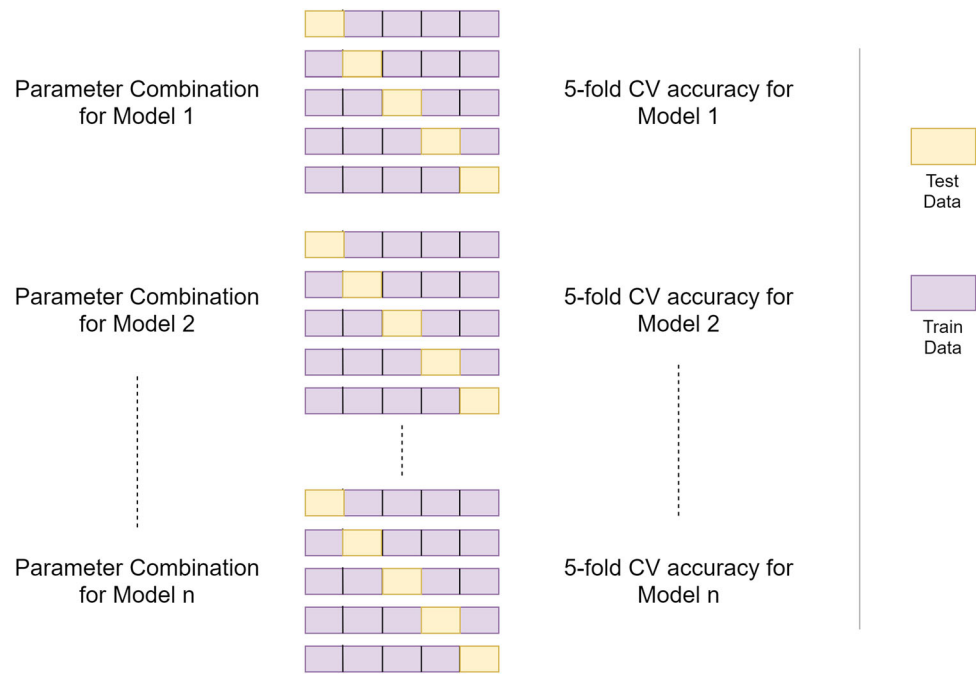 Parameter Combination
for Model 1
5-fold CV accuracy for
Model 1
Test
Data
Parameter Combination
for Model 2
5-fold CV accuracy for
Model 2
Train
Data
Parameter Combination
for Model n
5-fold CV accuracy for
Model n